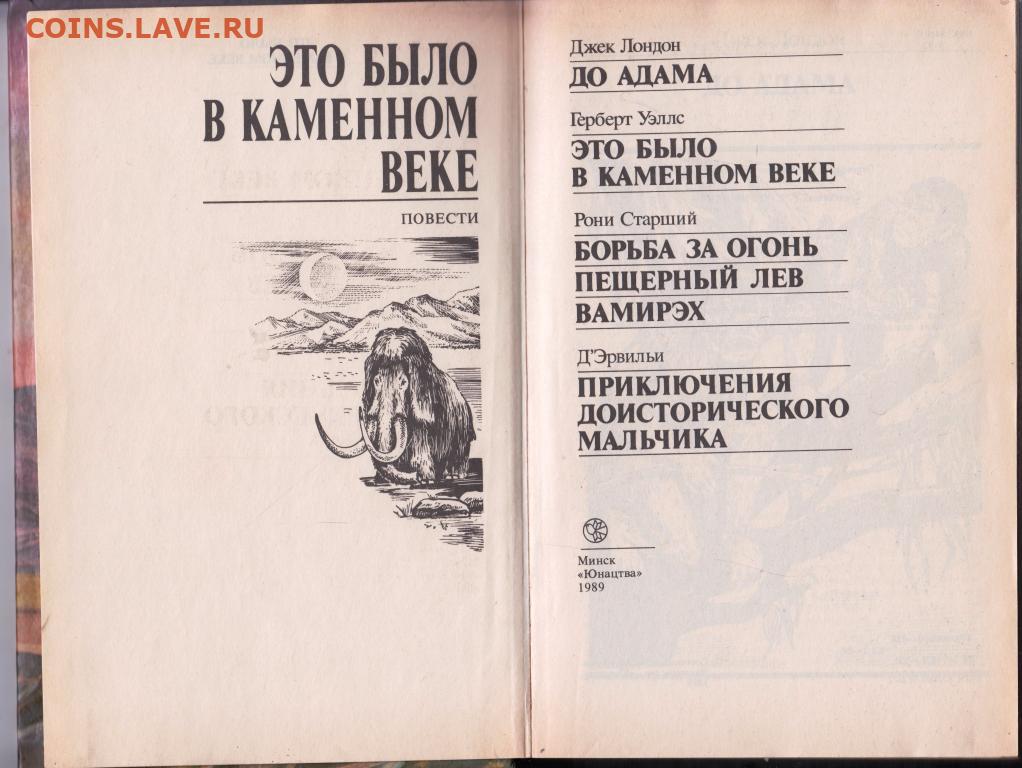 COINS.LAVE.RU
ЭТО БЫЛО
В КАМЕННОМ
ВЕКЕ
ПОВЕСТИ
Джек Лондон
ДО АДАМА
Герберт Уэллс
ЭТО БЫЛО
В КАМЕННОМ ВЕКЕ
Рони Старший
БОРЬБА ЗА ОГОНЬ
ПЕЩЕРНЫЙ ЛЕВ
ВАМИРЭХ
Д'Эрвильи
ПРИКЛЮЧЕНИЯ
ДОИСТОРИЧЕСКОГО
МАЛЬЧИКА
Минск
«Юнацтва»
1989